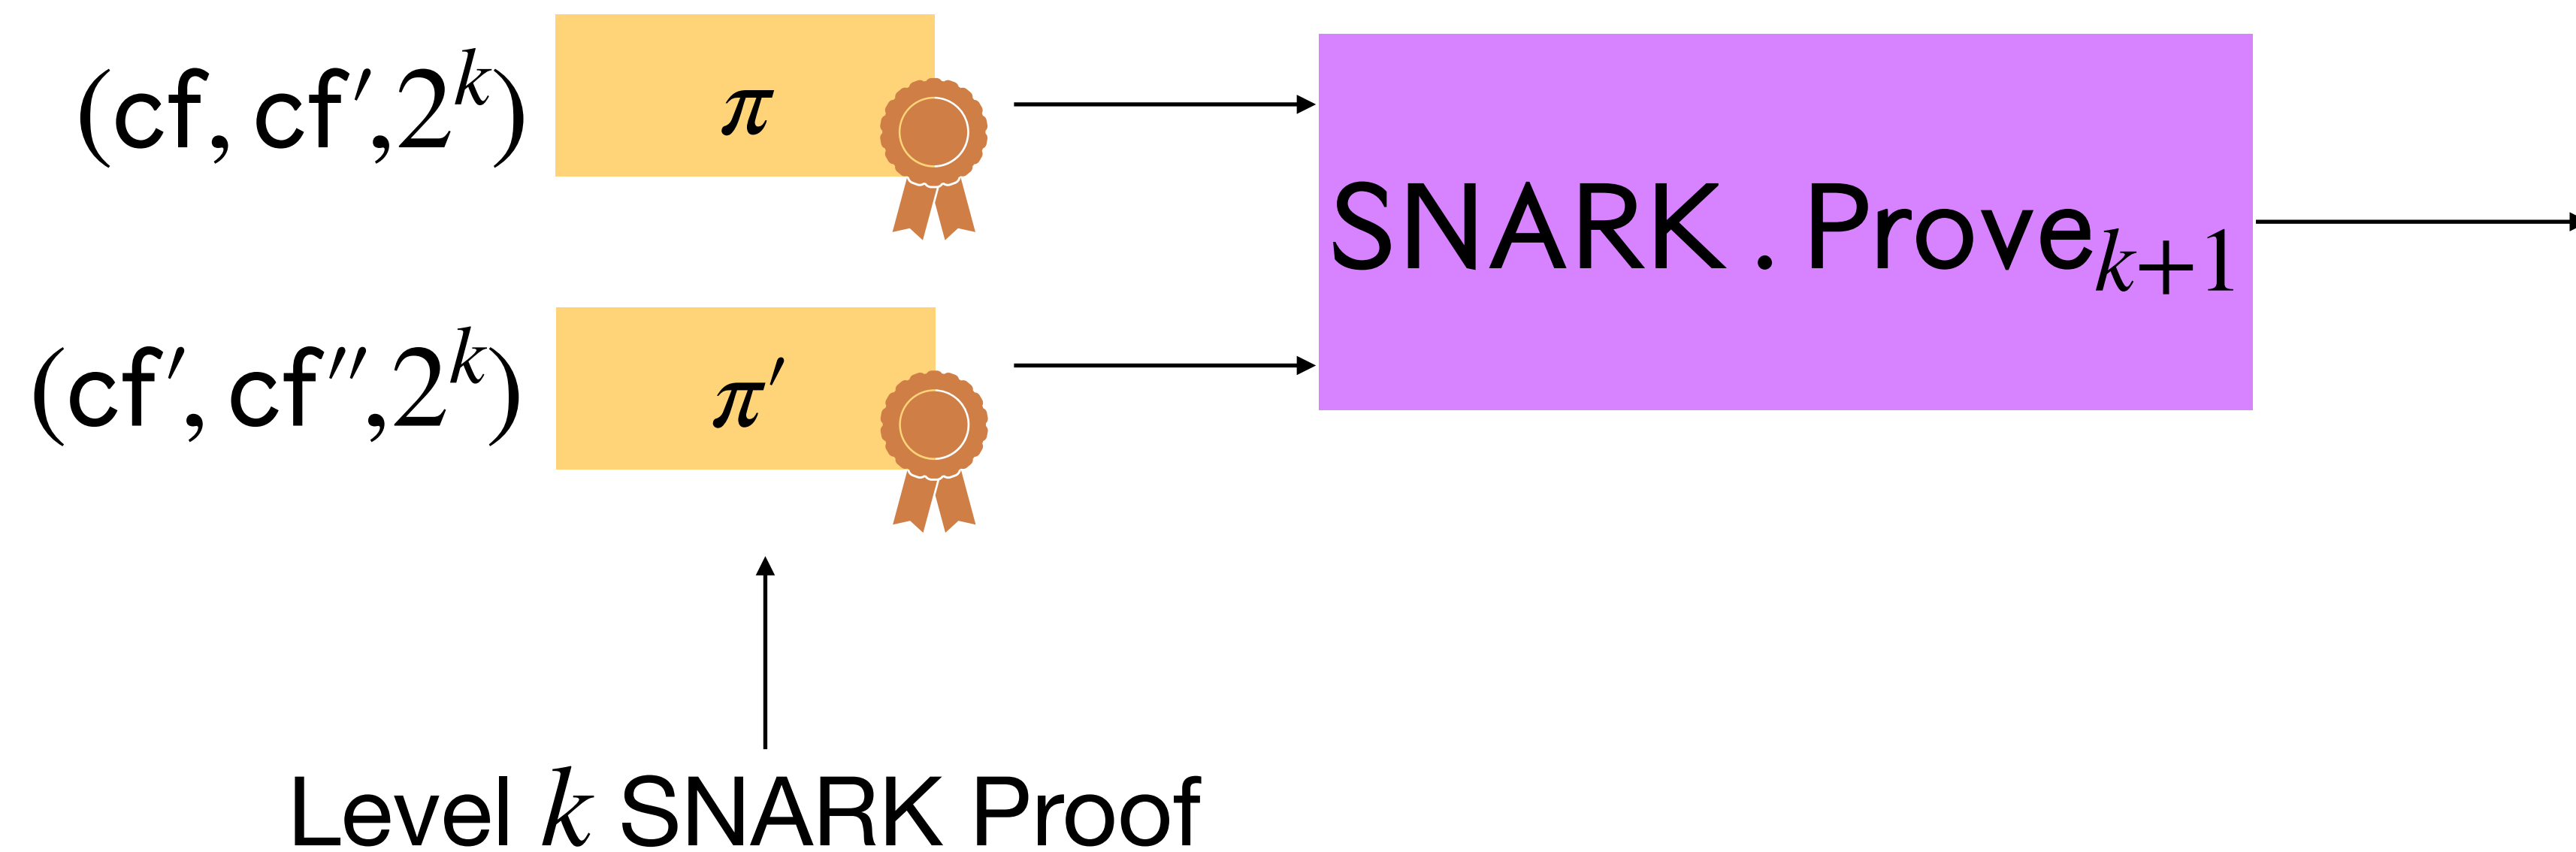 (cf, cf′,2^k)
π
SNARK . Prove_{k+1}
(cf′, cf′′,2^k)
π′
Level k SNARK Proof